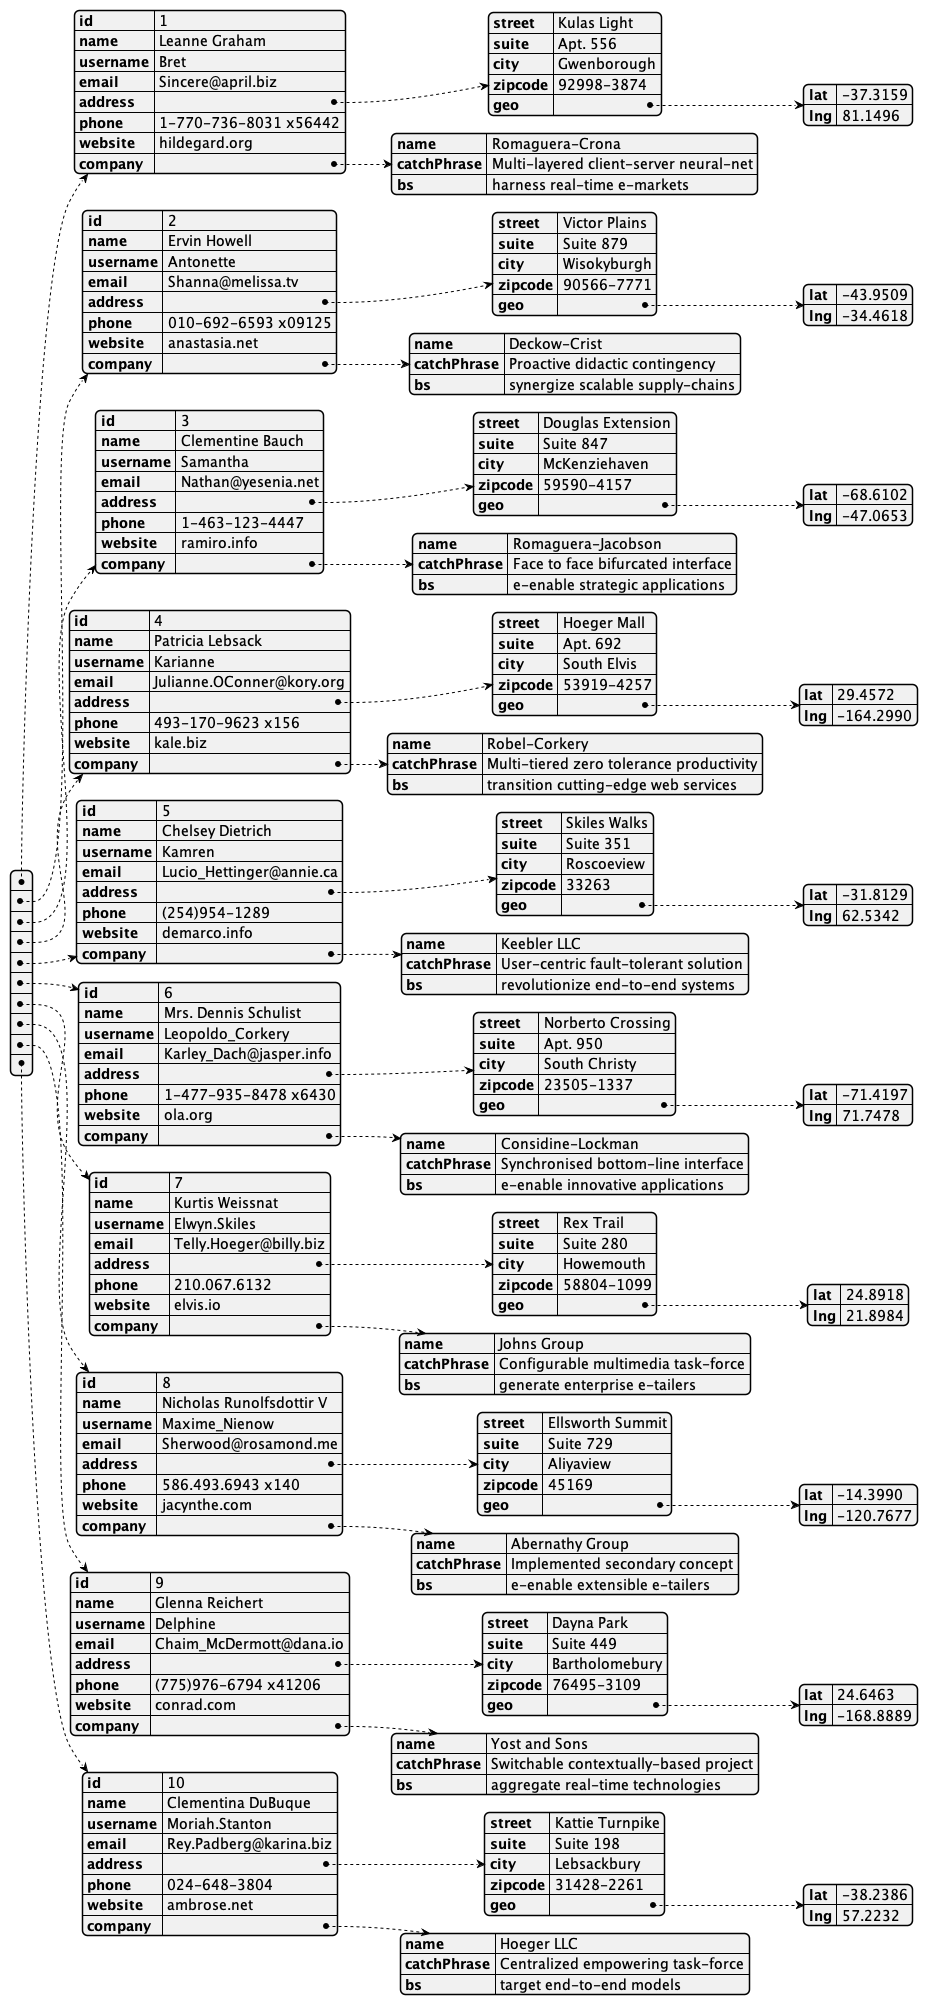 id 1
name Leanne Graham
username Bret
email Sincere@april.biz
address
phone 1-770-736-8031 x56442
website hildegard.org
company
street Kulas Light
suite Apt. 556
city Gwenborough
zipcode 92998-3874
geo
lat -37.3159
lng 81.1496
name Romaguera-Crona
catchPhrase Multi-layered client-server neural-net
bs harness real-time e-markets
id 2
name Ervin Howell
username Antonette
email Shanna@melissa.tv
address
phone 010-692-6593 x09125
website anastasia.net
company
street Victor Plains
suite Suite 879
city Wisokyburgh
zipcode 90566-7771
geo
lat -43.9509
lng -34.4618
name Deckow-Crist
catchPhrase Proactive didactic contingency
bs synergize scalable supply-chains
id 3
name Clementine Bauch
username Samantha
email Nathan@yesenia.net
address
phone 1-463-123-4447
website ramiro.info
company
street Douglas Extension
suite Suite 847
city McKenziehaven
zipcode 59590-4157
geo
lat -68.6102
lng -47.0653
name Romaguera-Jacobson
catchPhrase Face to face bifurcated interface
bs e-enable strategic applications
id 4
name Patricia Lebsack
username Karianne
email Julianne.OConner@kory.org
address
phone 493-170-9623 x156
website kale.biz
company
street Hoeger Mall
suite Apt. 692
city South Elvis
zipcode 53919-4257
geo
lat 29.4572
lng -164.2990
name Robel-Corkery
catchPhrase Multi-tiered zero tolerance productivity
bs transition cutting-edge web services
id 5
name Chelsey Dietrich
username Kamren
email Lucio_Hettinger@annie.ca
address
phone (254)954-1289
website demarco.info
company
street Skiles Walks
suite Suite 351
city Roscoeview
zipcode 33263
geo
lat -31.8129
lng 62.5342
name Keebler LLC
catchPhrase User-centric fault-tolerant solution
bs revolutionize end-to-end systems
id 6
name Mrs. Dennis Schulist
username Leopoldo_Corkery
email Karley_Dach@jasper.info
address
phone 1-477-935-8478 x6430
website ola.org
company
street Norberto Crossing
suite Apt. 950
city South Christy
zipcode 23505-1337
geo
lat -71.4197
lng 71.7478
name Considine-Lockman
catchPhrase Synchronised bottom-line interface
bs e-enable innovative applications
id 7
name Kurtis Weissnat
username Elwyn.Skiles
email Telly.Hoeger@billy.biz
address
phone 210.067.6132
website elvis.io
company
street Rex Trail
suite Suite 280
city Howemouth
zipcode 58804-1099
geo
lat 24.8918
lng 21.8984
name Johns Group
catchPhrase Configurable multimedia task-force
bs generate enterprise e-tailers
id 8
name Nicholas Runolfsdottir V
username Maxime_Nienow
email Sherwood@rosamond.me
address
phone 586.493.6943 x140
website jacynthe.com
company
street Ellsworth Summit
suite Suite 729
city Aliyaview
zipcode 45169
geo
lat -14.3990
lng -120.7677
name Abernathy Group
catchPhrase Implemented secondary concept
bs e-enable extensible e-tailers
id 9
name Glenna Reichert
username Delphine
email Chaim_McDermott@dana.io
address
phone (775)976-6794 x41206
website conrad.com
company
street Dayna Park
suite Suite 449
city Bartholomebury
zipcode 76495-3109
geo
lat 24.6463
lng -168.8889
name Yost and Sons
catchPhrase Switchable contextually-based project
bs aggregate real-time technologies
id 10
name Clementina DuBuque
username Moriah.Stanton
email Rey.Padberg@karina.biz
address
phone 024-648-3804
website ambrose.net
company
street Kattie Turnpike
suite Suite 198
city Lebsackbury
zipcode 31428-2261
geo
lat -38.2386
lng 57.2232
name Hoeger LLC
catchPhrase Centralized empowering task-force
bs target end-to-end models